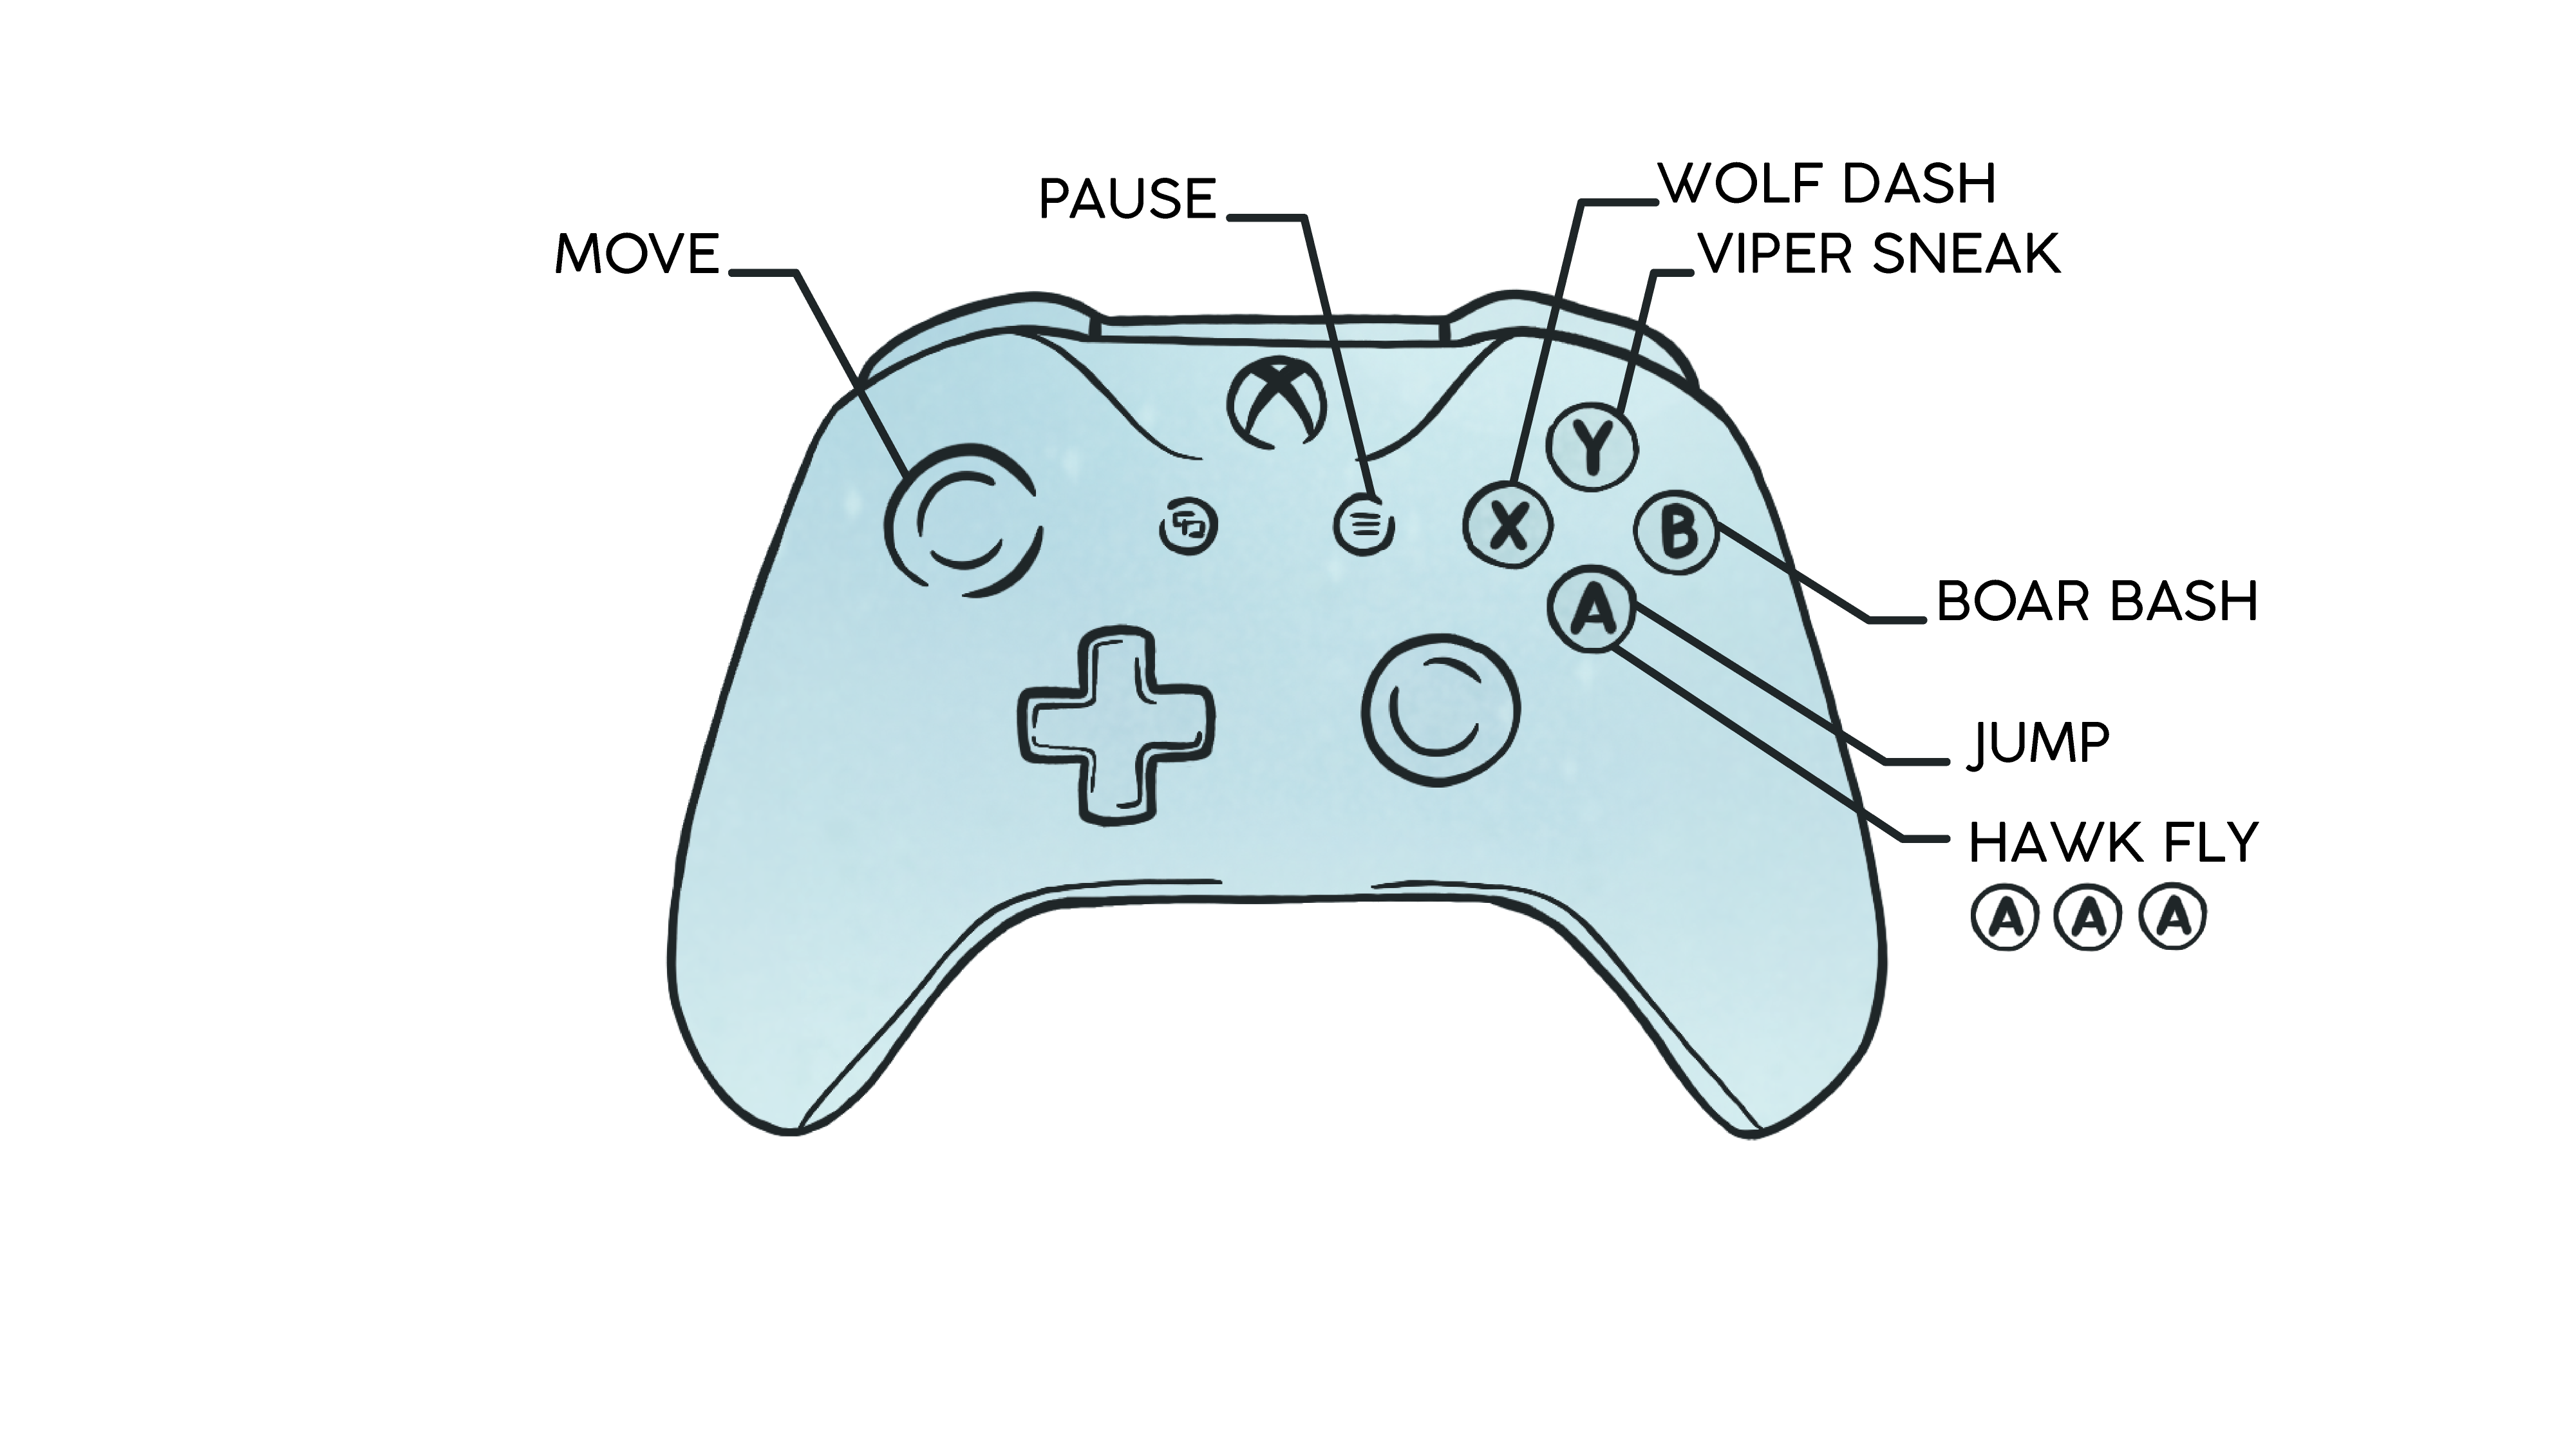 WOLF DASH
PAUSE
VIPER SNEAK
MOVE
Y
X
B
A
BOAR BASH
JUMP
HAWK FLY
A A A